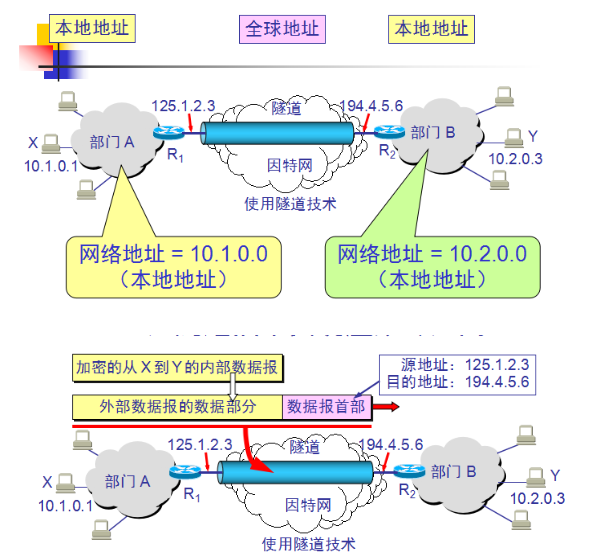 本地地址
全球地址
本地地址
125.1.2.3
隧道
194.4.5.6
X
部门 A
部门 B
Y
10.1.0.1
R1
因特网
R2
10.2.0.3
使用隧道技术
网络地址 = 10.1.0.0
（本地地址）
网络地址 = 10.2.0.0
（本地地址）
加密的从 X 到 Y 的内部数据报
源地址：125.1.2.3
目的地址：194.4.5.6
外部数据报的数据部分
数据报首部
125.1.2.3
隧道
194.4.5.6
X
部门 A
部门 B
Y
10.1.0.1
R1
因特网
R2
10.2.0.3
使用隧道技术